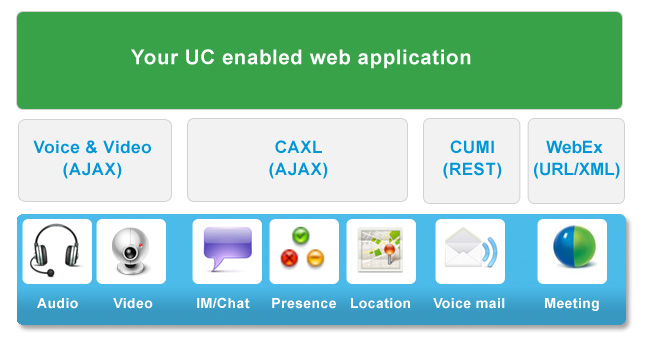 Your UC enabled web application
Voice & Video
(AJAX)
CAXL
(AJAX)
CUMI
(REST)
WebEx
(URL/XML)
Audio
Video
IM/Chat
Presence
Location
Voice mail
Meeting